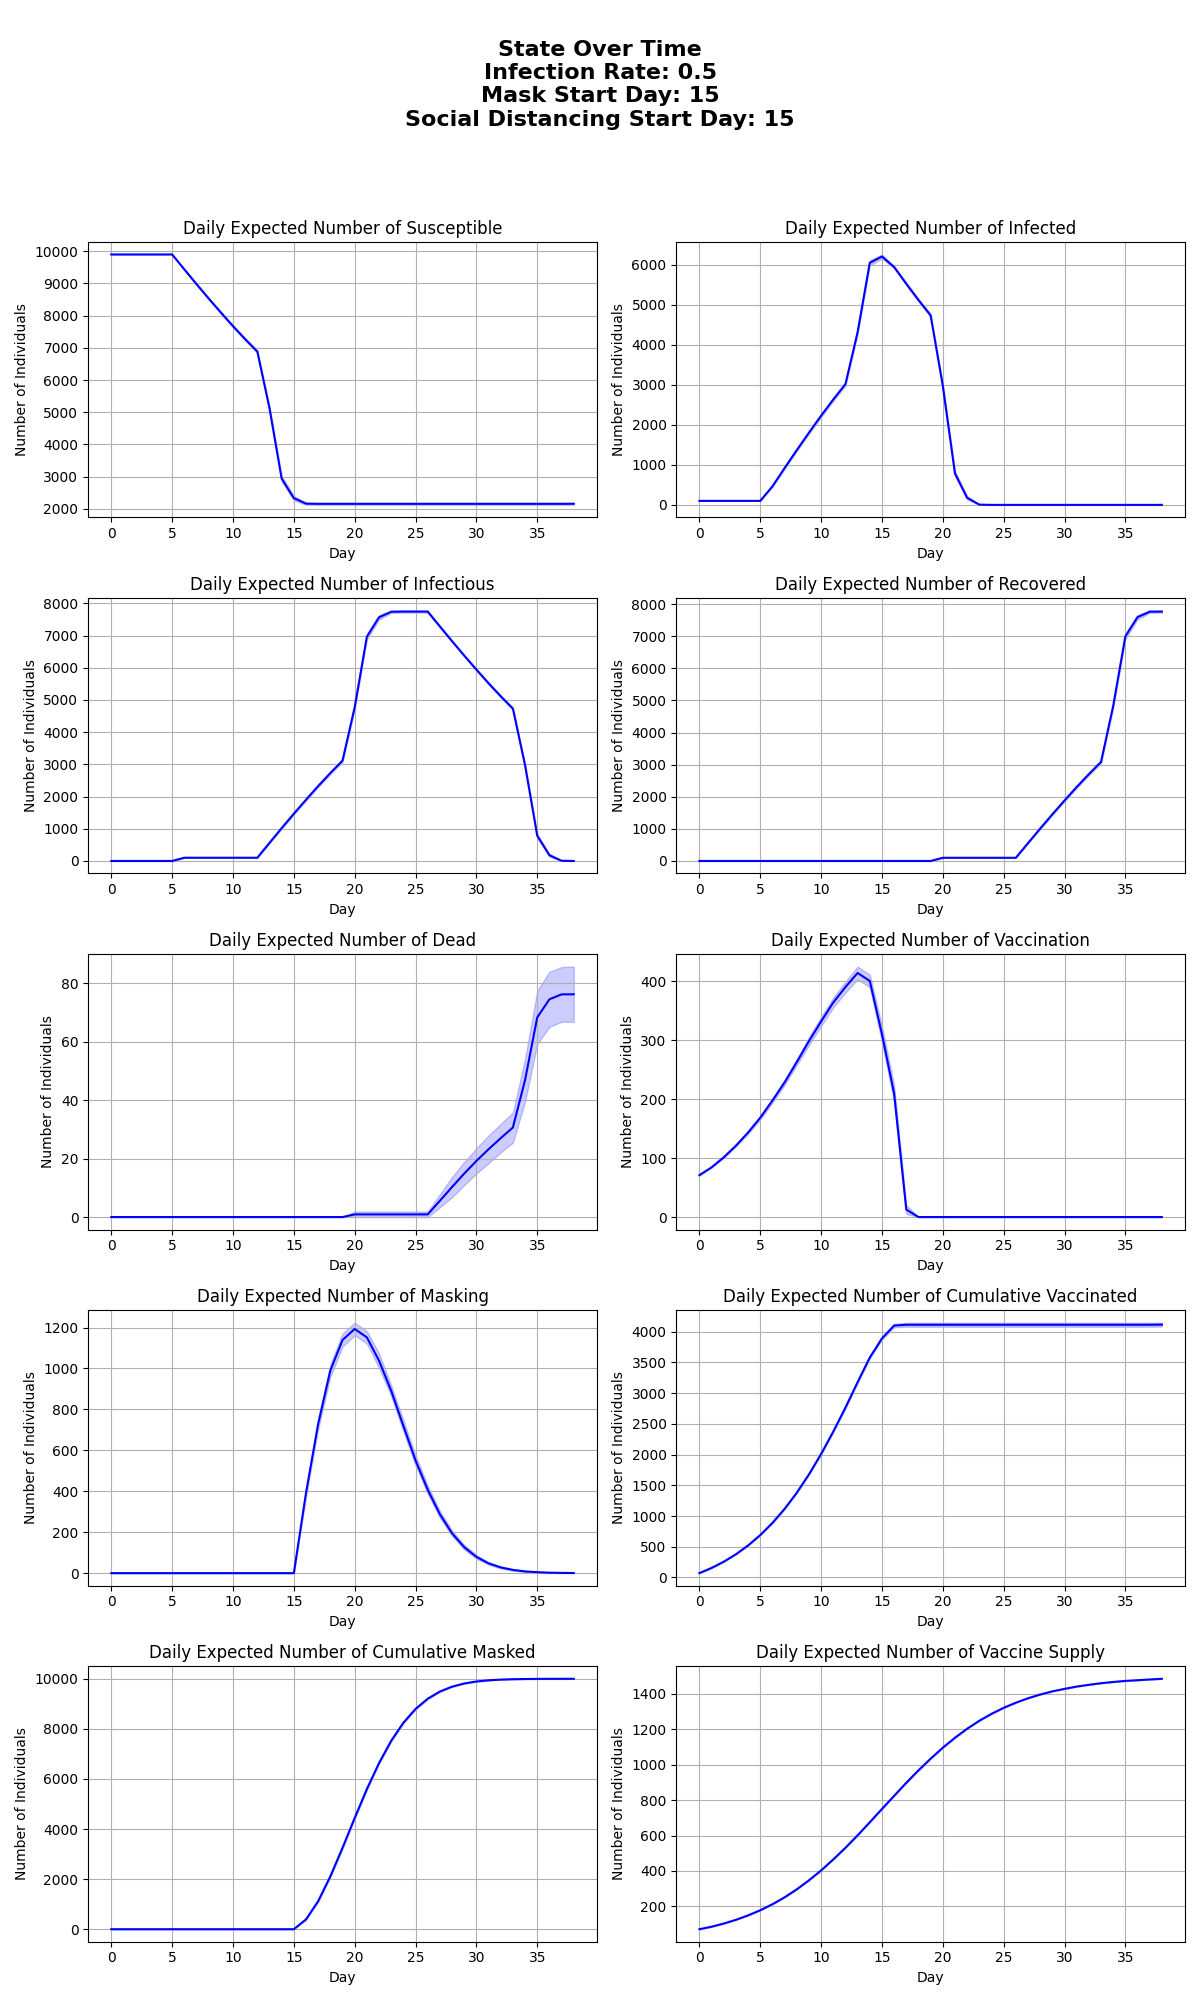 State Over Time
Infection Rate: 0.5
Mask Start Day: 15
Social Distancing Start Day: 15
Daily Expected Number of Susceptible
Number of Individuals
10000
9000
8000
7000
6000
5000
4000
3000
2000
0 5 10 15 20 25 30 35
Day
Daily Expected Number of Infected
Number of Individuals
6000
5000
4000
3000
2000
1000
0
0 5 10 15 20 25 30 35
Day
Daily Expected Number of Infectious
Number of Individuals
8000
7000
6000
5000
4000
3000
2000
1000
0
0 5 10 15 20 25 30 35
Day
Daily Expected Number of Recovered
Number of Individuals
8000
7000
6000
5000
4000
3000
2000
1000
0
0 5 10 15 20 25 30 35
Day
Daily Expected Number of Dead
Number of Individuals
80
60
40
20
0
0 5 10 15 20 25 30 35
Day
Daily Expected Number of Vaccination
Number of Individuals
400
300
200
100
0
0 5 10 15 20 25 30 35
Day
Daily Expected Number of Masking
Number of Individuals
1200
1000
800
600
400
200
0
0 5 10 15 20 25 30 35
Day
Daily Expected Number of Cumulative Vaccinated
Number of Individuals
4000
3500
3000
2500
2000
1500
1000
500
0
0 5 10 15 20 25 30 35
Day
Daily Expected Number of Cumulative Masked
Number of Individuals
10000
8000
6000
4000
2000
0
0 5 10 15 20 25 30 35
Day
Daily Expected Number of Vaccine Supply
Number of Individuals
1400
1200
1000
800
600
400
200
0 5 10 15 20 25 30 35
Day